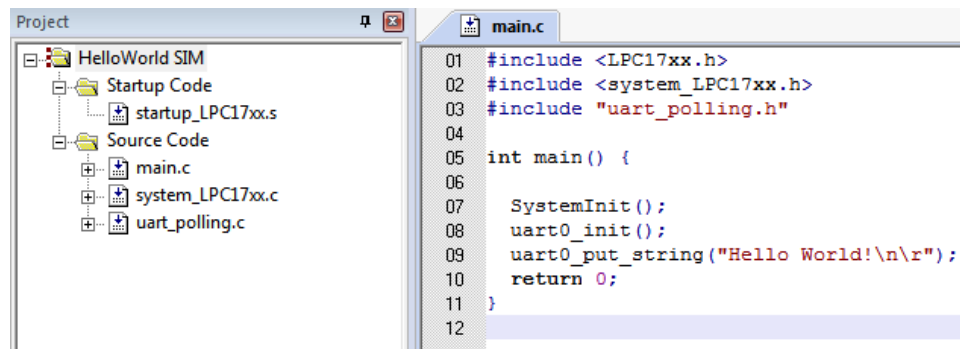 Project
HelloWorld SIM
Startup Code
startup_LPC17xx.s
Source Code
main.c
system_LPC17xx.c
uart_polling.c
main.c
01 #include <LPC17xx.h>
02 #include <system_LPC17xx.h>
03 #include "uart_polling.h"
04
05 int main() {
06
07   SystemInit();
08   uart0_init();
09   uart0_put_string("Hello World!\n\r");
10   return 0;
11 }
12